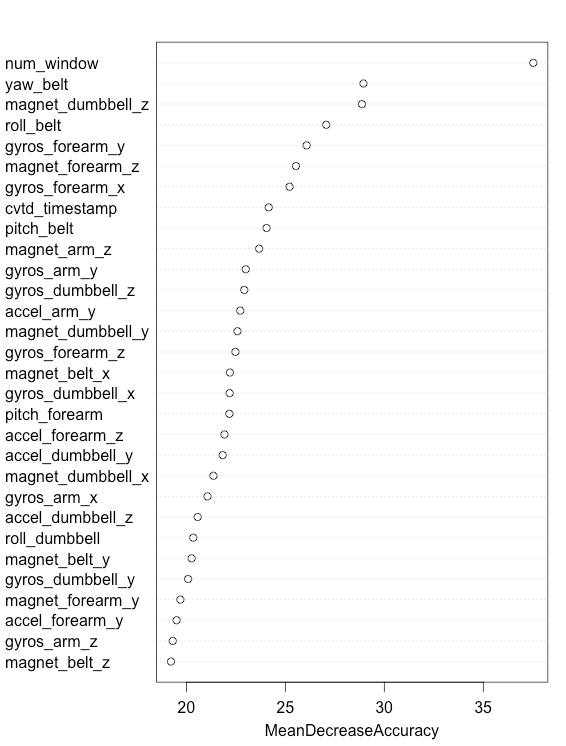 num_window
yaw_belt
magnet_dumbbell_z
roll_belt
gyros_forearm_y
magnet_forearm_z
gyros_forearm_x
cvtd_timestamp
pitch_belt
magnet_arm_z
gyros_arm_y
gyros_dumbbell_z
accel_arm_y
magnet_dumbbell_y
gyros_forearm_z
magnet_belt_x
gyros_dumbbell_x
pitch_forearm
accel_forearm_z
accel_dumbbell_y
magnet_dumbbell_x
gyros_arm_x
accel_dumbbell_z
roll_dumbbell
magnet_belt_y
gyros_dumbbell_y
magnet_forearm_y
accel_forearm_y
gyros_arm_z
magnet_belt_z
20 25 30 35
MeanDecreaseAccuracy